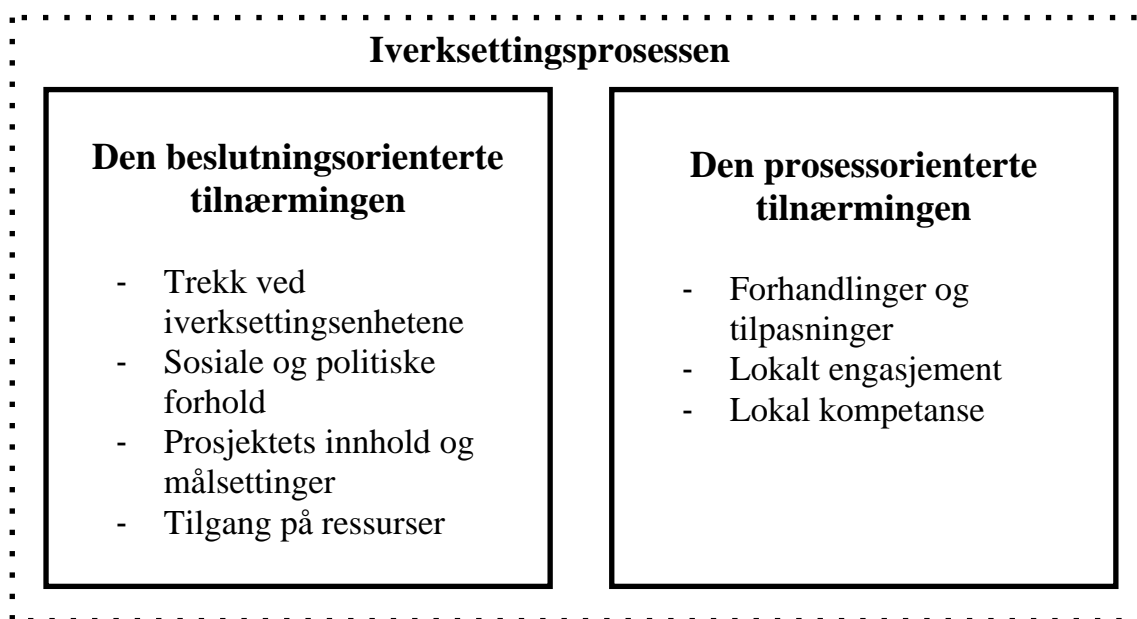 Iverksettingsprosessen
Den beslutningsorienterte
tilnærmingen
- Trekk ved
iverksettingsenhetene
- Sosiale og politiske
forhold
- Prosjektets innhold og
målsettinger
- Tilgang på ressurser
Den prosessorienterte
tilnærmingen
- Forhandlinger og
tilpasninger
- Lokalt engasjement
- Lokal kompetanse